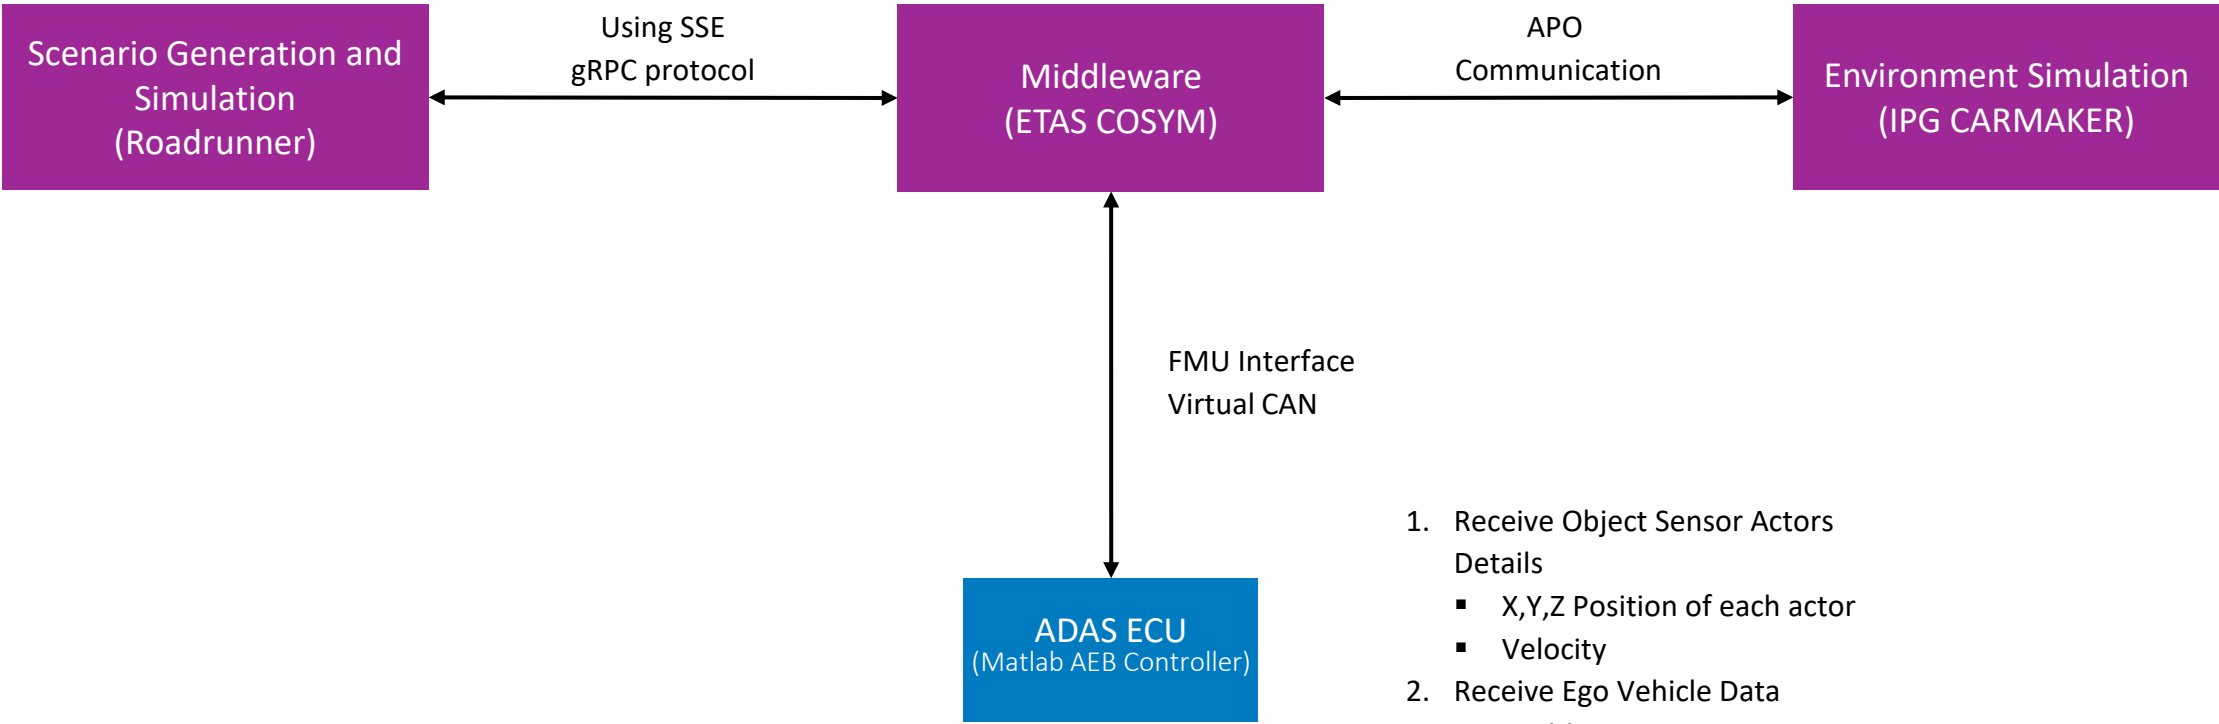 Scenario Generation and
Simulation
(Roadrunner)
Using SSE
gRPC protocol
Middleware
(ETAS COSYM)
APO
Communication
Environment Simulation
(IPG CARMAKER)
FMU Interface
Virtual CAN
ADAS ECU
(Matlab AEB Controller)
1. Receive Object Sensor Actors
Details
▪ X,Y,Z Position of each actor
▪ Velocity
2. Receive Ego Vehicle Data